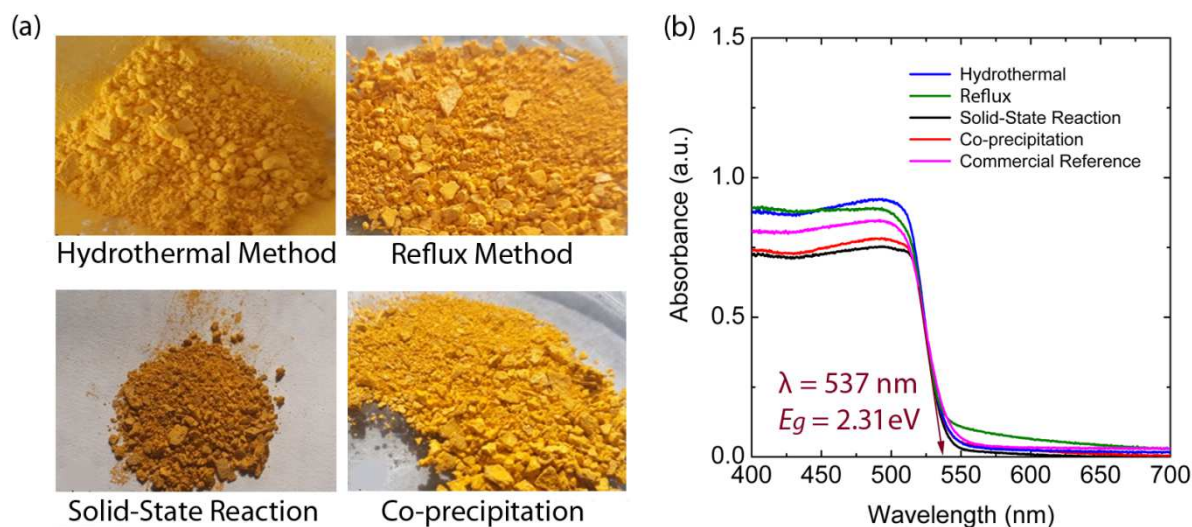 (a)
Hydrothermal Method
Reflux Method
Solid-State Reaction
Co-precipitation
(b)
1.5
1.0
0.5
0.0
Absorbance (a.u.)
Hydrothermal
Reflux
Solid-State Reaction
Co-precipitation
Commercial Reference
λ = 537 nm
Eg = 2.31eV
400 450 500 550 600 650 700
Wavelength (nm)